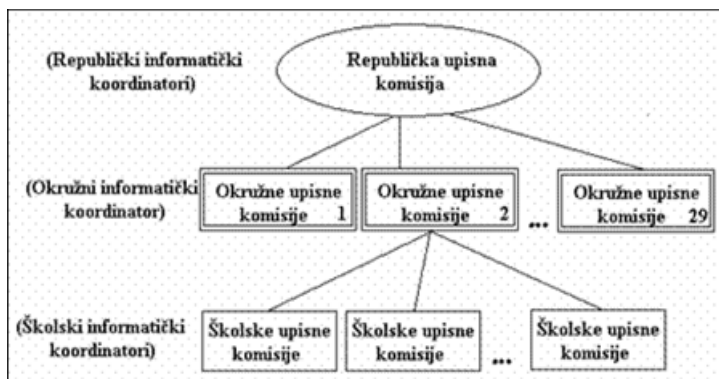 (Republički informatički
koordinatori)
Republička upisna
komisija
(Okružni informatički
koordinator)
Okružne upisne
komisije 1
Okružne upisne
komisije 2
...
Okružne upisne
komisije 29
(Školski informatički
koordinatori)
Školske upisne
komisije
Školske upisne
komisije
...
Školske upisne
komisije